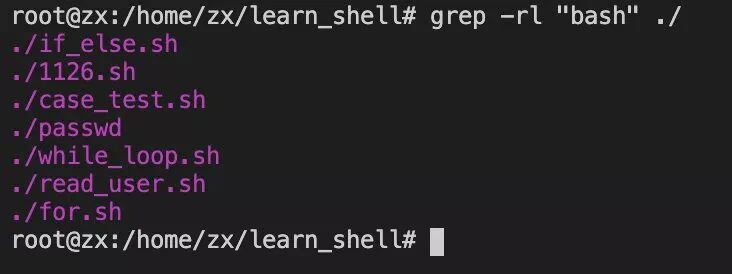 root@zx:/home/zx/learn_shell# grep -rl "bash" ./
./if_else.sh
./1126.sh
./case_test.sh
./passwd
./while_loop.sh
./read_user.sh
./for.sh
root@zx:/home/zx/learn_shell#